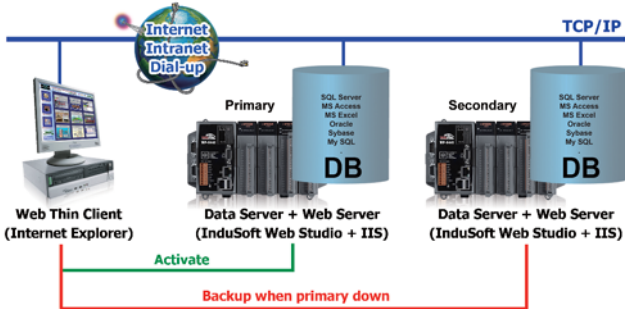 Internet
Intranet
Dial-up
TCP/IP
Primary
SQL Server
MS Access
MS Excel
Oracle
Sybase
My SQL
DB
Secondary
SQL Server
MS Access
MS Excel
Oracle
Sybase
My SQL
DB
Web Thin Client
(Internet Explorer)
Data Server + Web Server
(InduSoft Web Studio + IIS)
Data Server + Web Server
(InduSoft Web Studio + IIS)
Activate
Backup when primary down